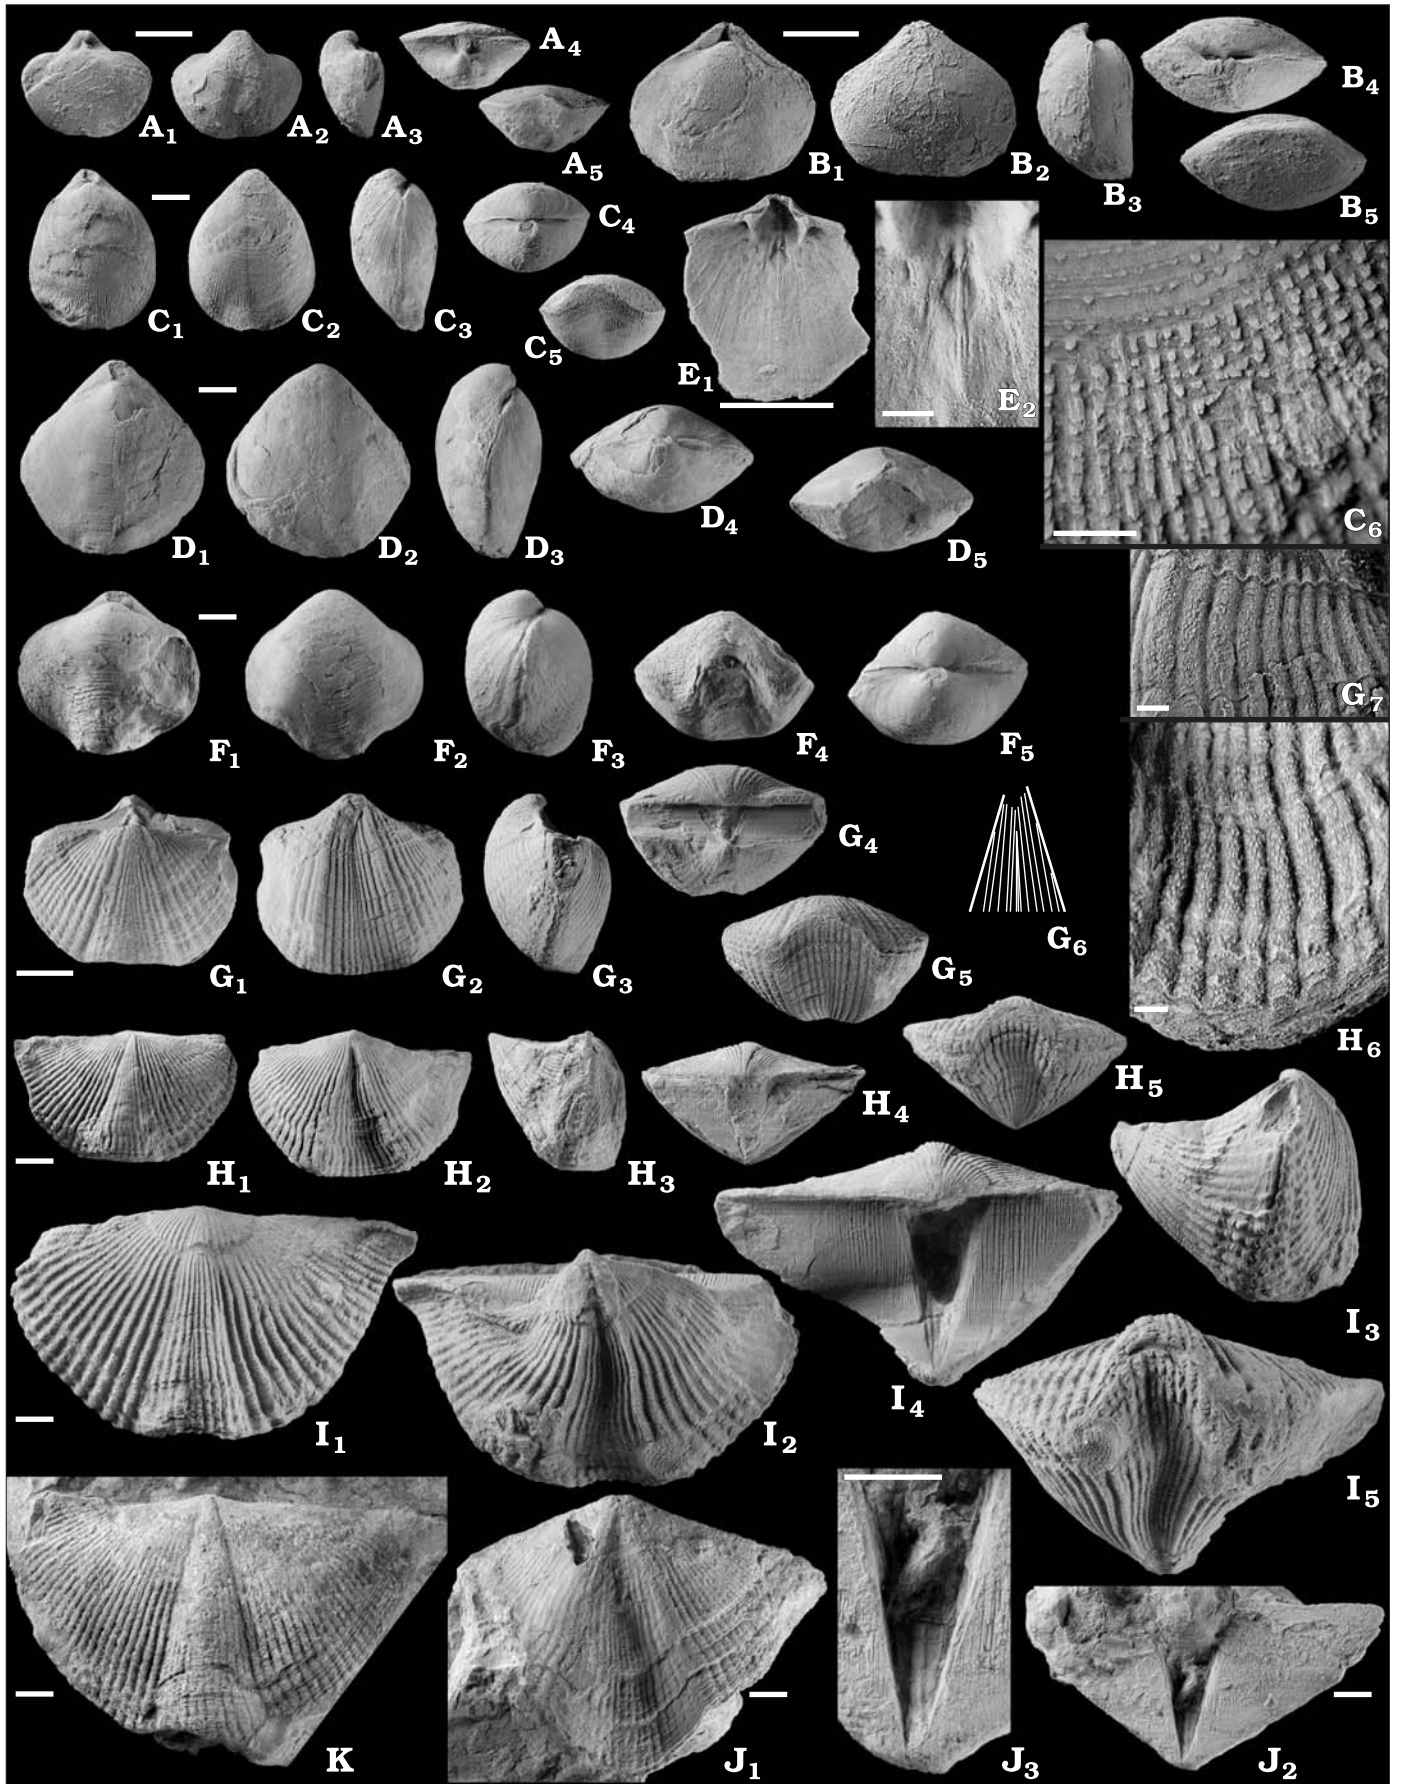 A1 A2 A3 A4
A5
B1 B2 B3 B4
B5
C1 C2 C3 C4
C5
E1 E2
C6
D1 D2 D3 D4 D5
G7
F1 F2 F3 F4 F5
G1 G2 G3 G4
G5 G6
H6
H1 H2 H3 H4 H5
I3
I1 I2 I4
I5
K J1 J3 J2